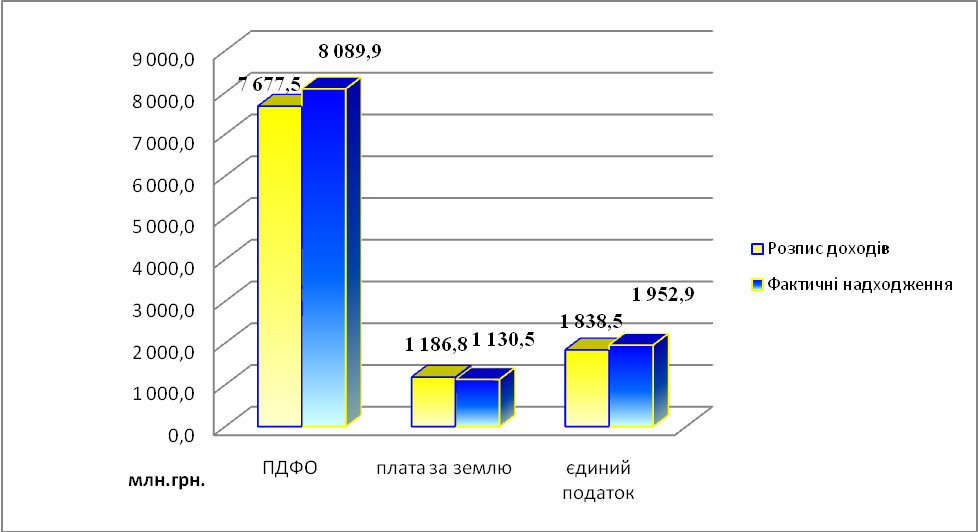 9 000,0
8 000,0
7 000,0
6 000,0
5 000,0
4 000,0
3 000,0
2 000,0
1 000,0
0,0
млн.грн.
7 677,5
8 089,9
1 186,8
1 130,5
1 838,5
1 952,9
ПДФО
плата за землю
єдиний
податок
Розпис доходів
Фактичні надходження